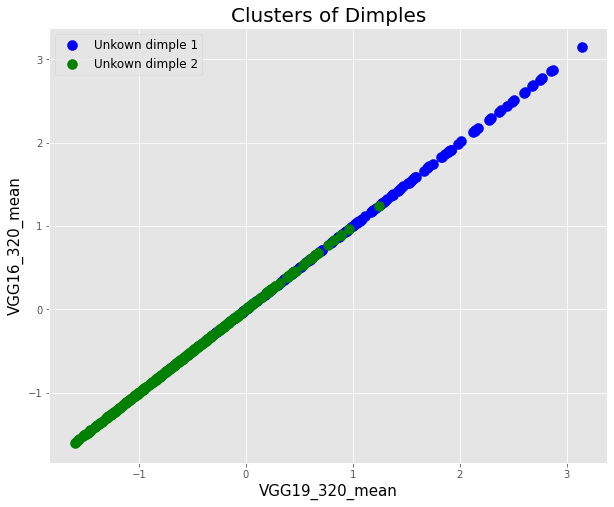 Clusters of Dimples
Unkown dimple 1
Unkown dimple 2
3
2
1
0
−1
VGG16_320_mean
−1
0
1
2
3
VGG19_320_mean